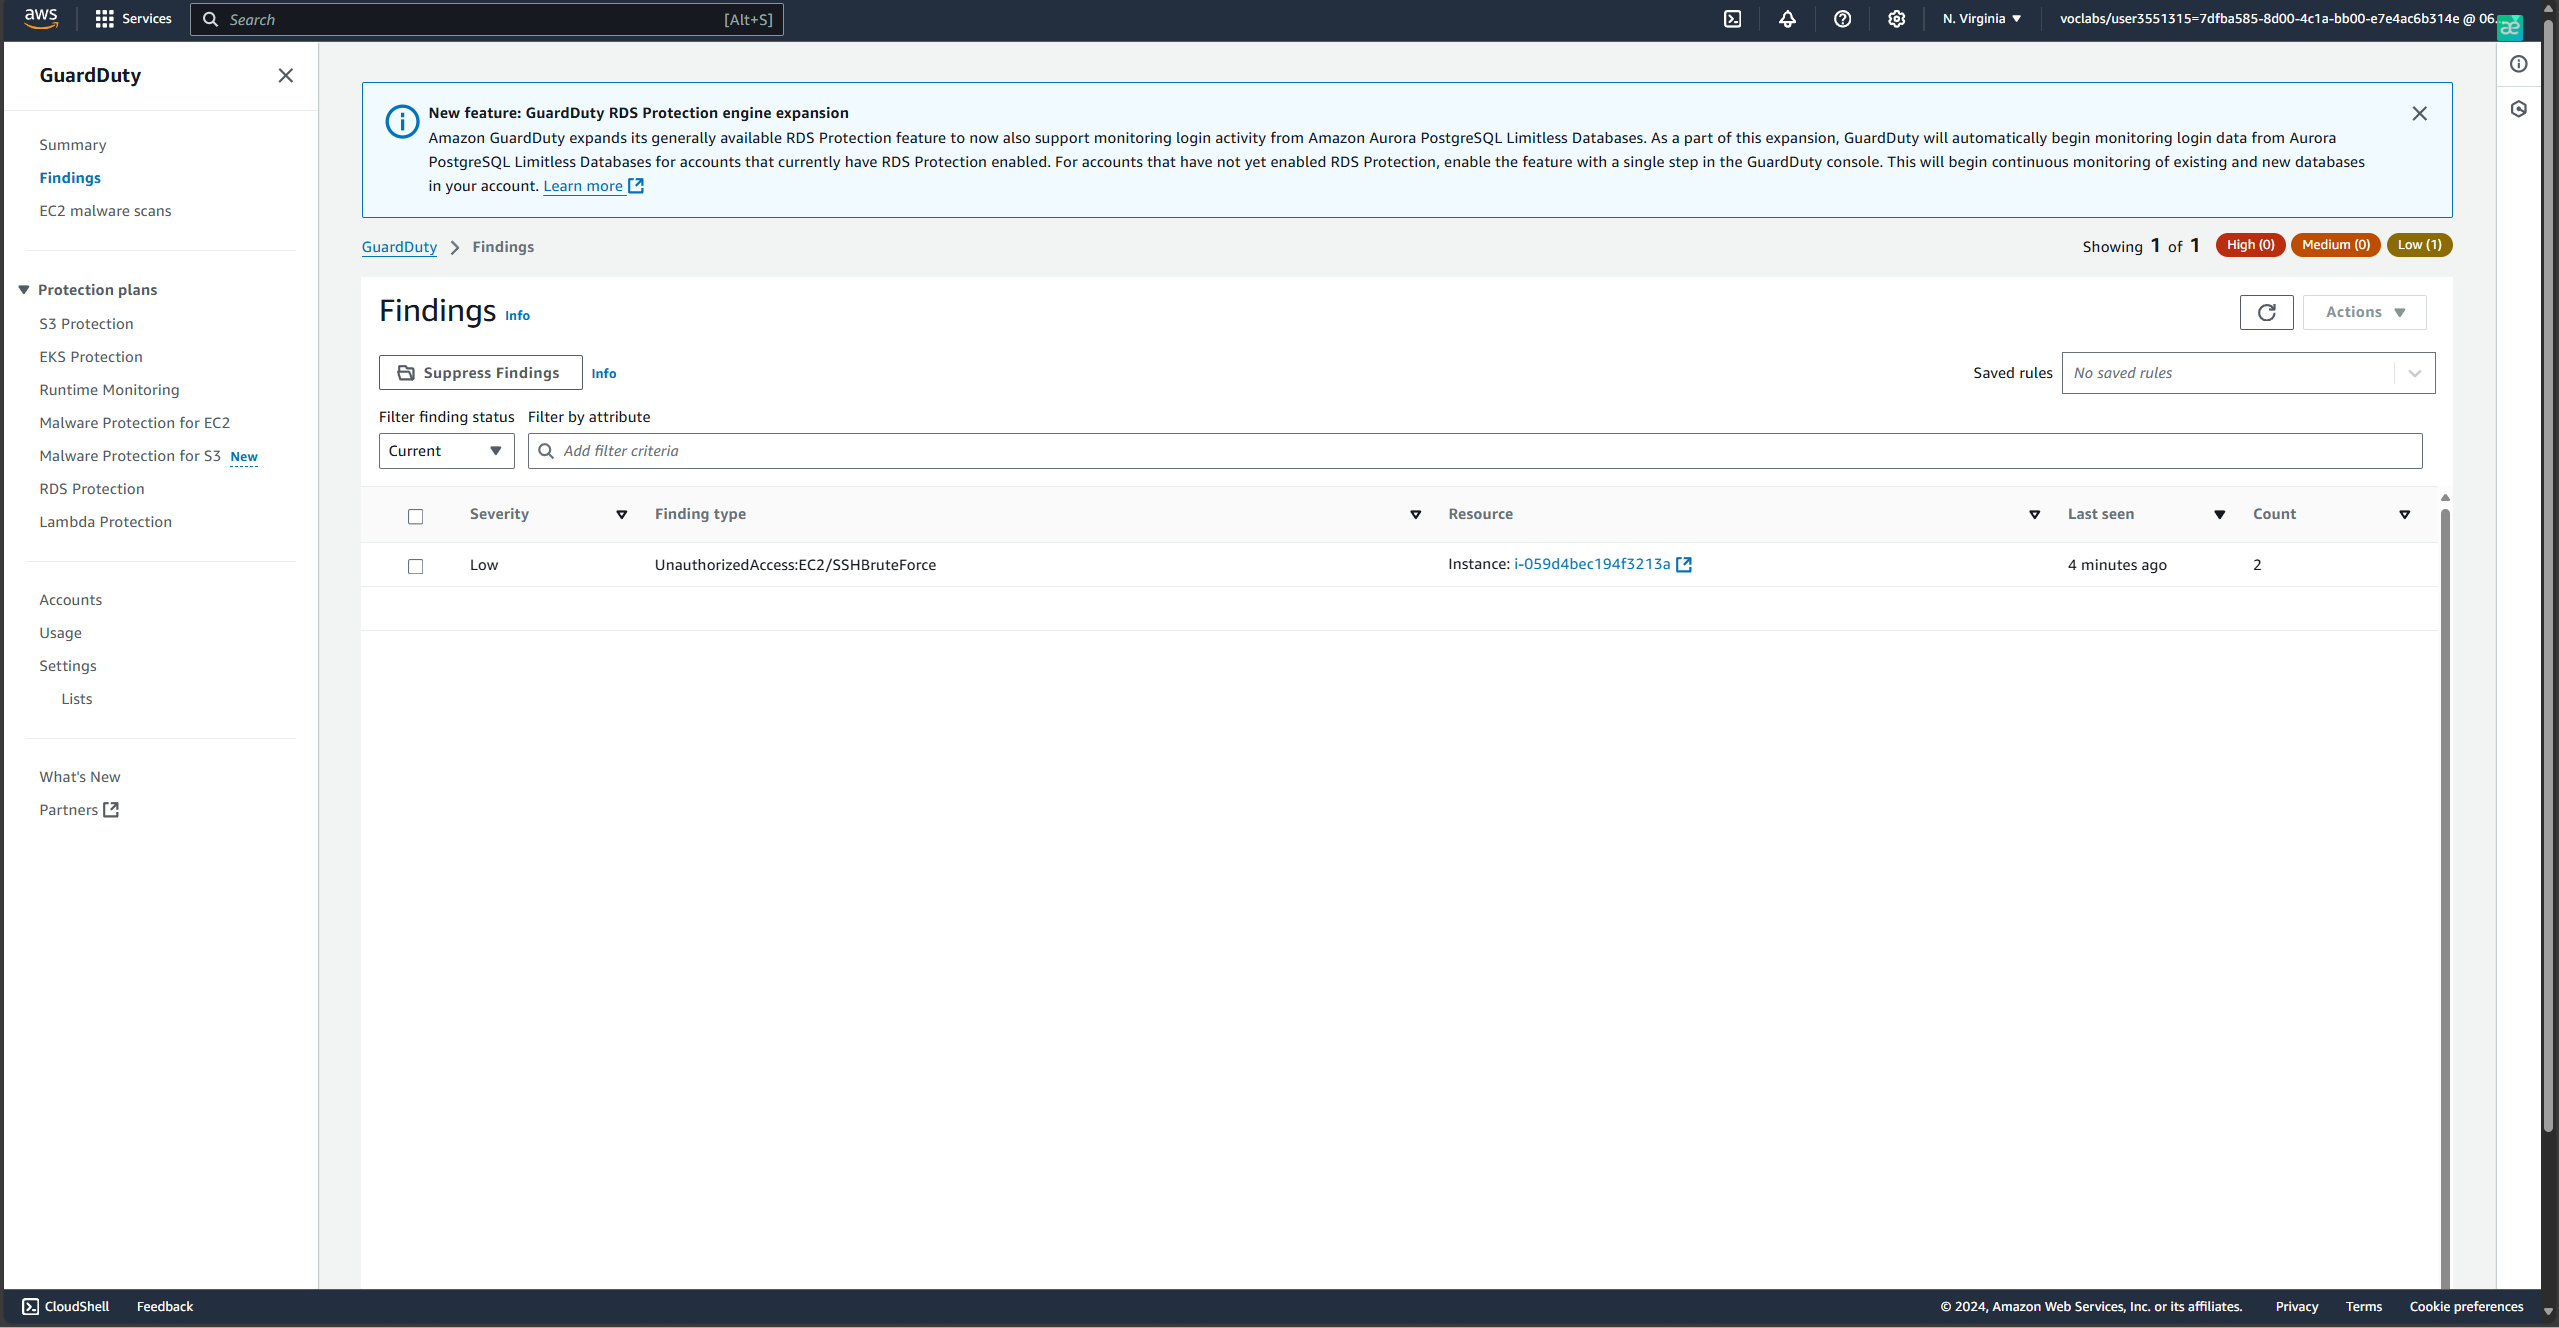 aws
Services
Search
[Alt+S]
N. Virginia
voclabs/user3551315=7dfba585-8d00-4c1a-bb00-e7e4ac6b314e @ 06...
æ
GuardDuty
Summary
Findings
EC2 malware scans
Protection plans
S3 Protection
EKS Protection
Runtime Monitoring
Malware Protection for EC2
Malware Protection for S3 New
RDS Protection
Lambda Protection
Accounts
Usage
Settings
Lists
What's New
Partners
New feature: GuardDuty RDS Protection engine expansion
Amazon GuardDuty expands its generally available RDS Protection feature to now also support monitoring login activity from Amazon Aurora PostgreSQL Limitless Databases. As a part of this expansion, GuardDuty will automatically begin monitoring login data from Aurora
PostgreSQL Limitless Databases for accounts that currently have RDS Protection enabled. For accounts that have not yet enabled RDS Protection, enable the feature with a single step in the GuardDuty console. This will begin continuous monitoring of existing and new databases
in your account. Learn more
GuardDuty > Findings
Showing 1 of 1 High (0) Medium (0) Low (1)
Findings Info
Actions
Suppress Findings Info
Saved rules No saved rules
Filter finding status Filter by attribute
Current Add filter criteria
Severity Finding type Resource Last seen Count
Low UnauthorizedAccess:EC2/SSHBruteForce Instance: i-059d4bec194f3213a 4 minutes ago 2
CloudShell Feedback
© 2024, Amazon Web Services, Inc. or its affiliates. Privacy Terms Cookie preferences